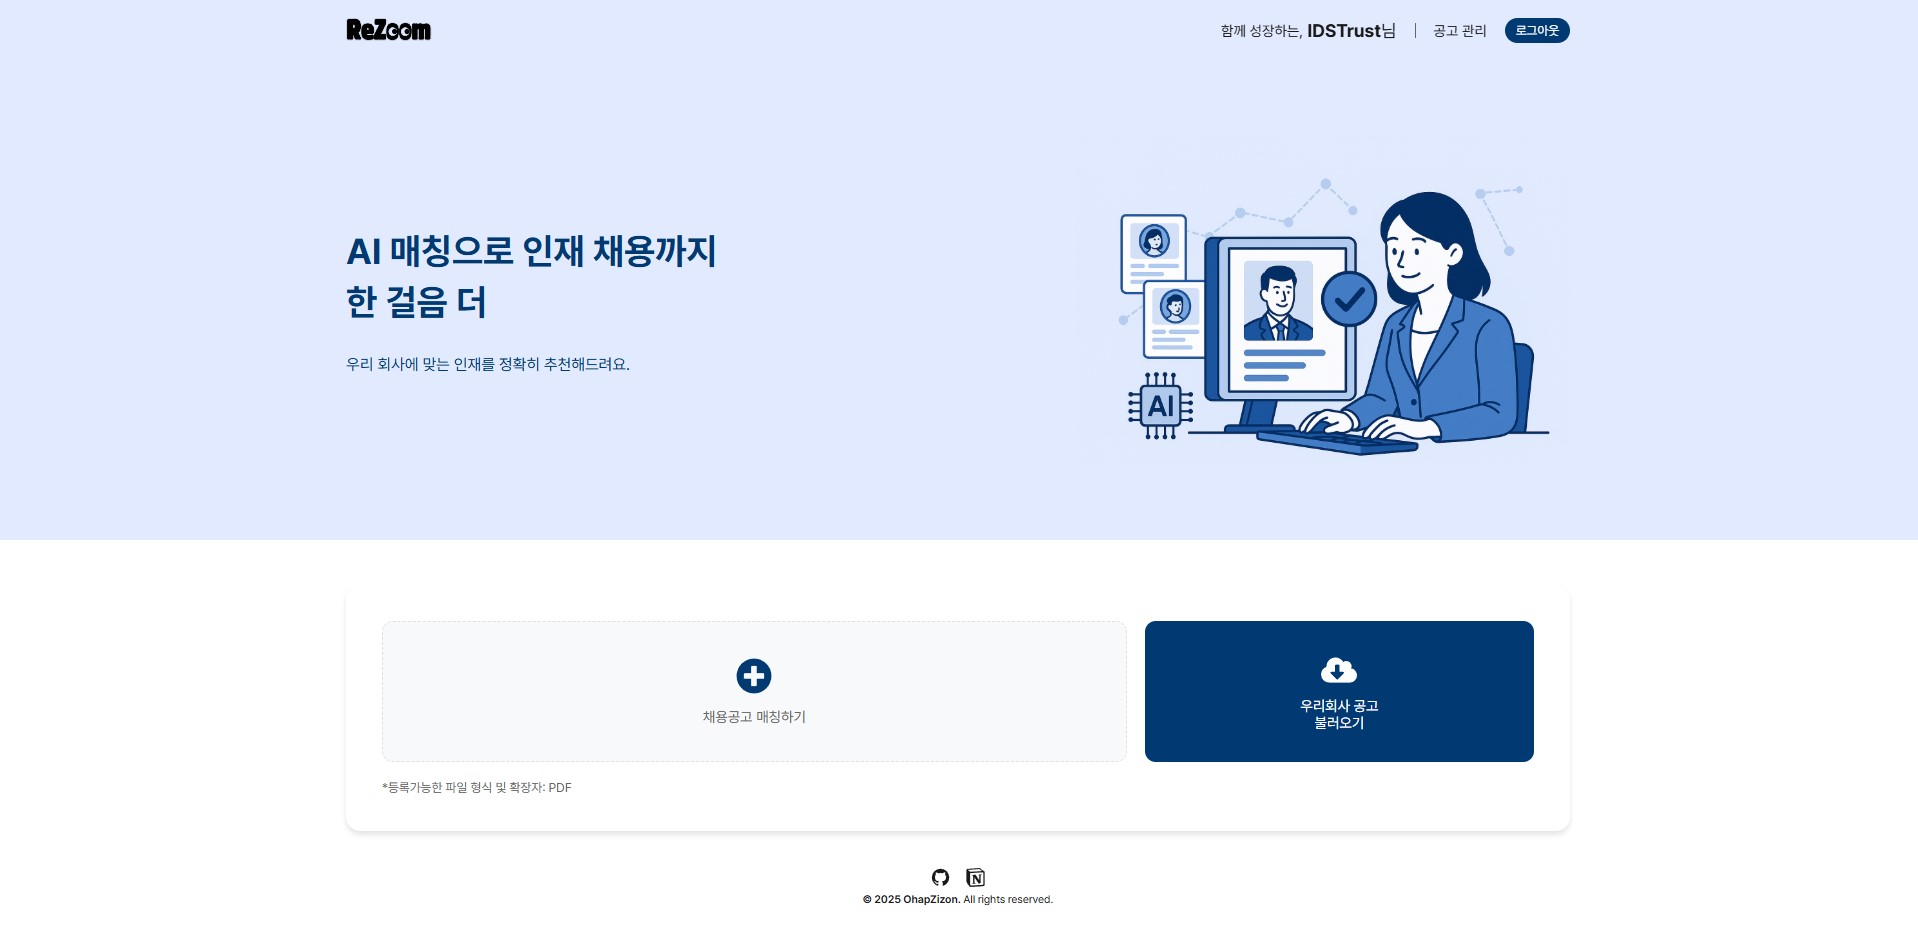 ReZoom
함께 성장하는, IDSTrust님
공고 관리
로그아웃
AI 매칭으로 인재 채용까지
한 걸음 더
우리 회사에 맞는 인재를 정확히 추천해드려요.
AI
채용공고 매칭하기
우리회사 공고
불러오기
*등록가능한 파일 형식 및 확장자: PDF
N
© 2025 OhapZizon. All rights reserved.